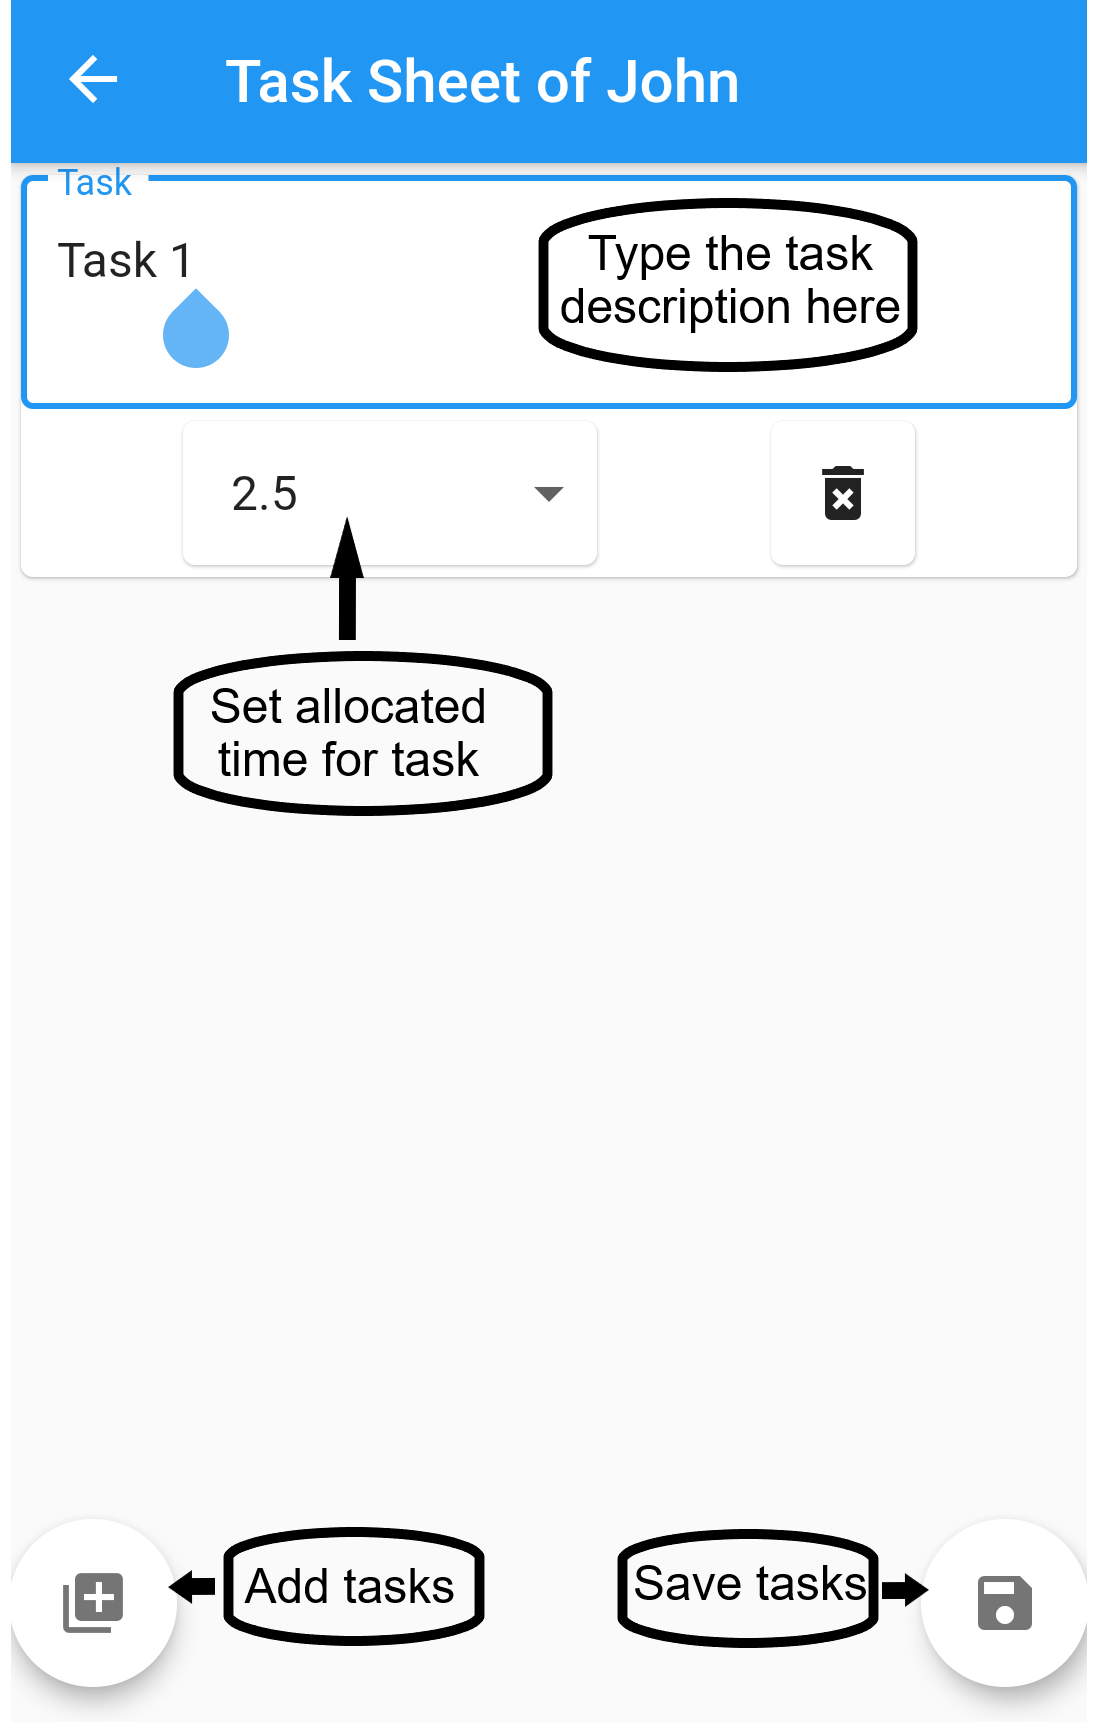 Task Sheet of John
Task
Task 1
Type the task
description here
2.5
Set allocated
time for task
Add tasks
Save tasks